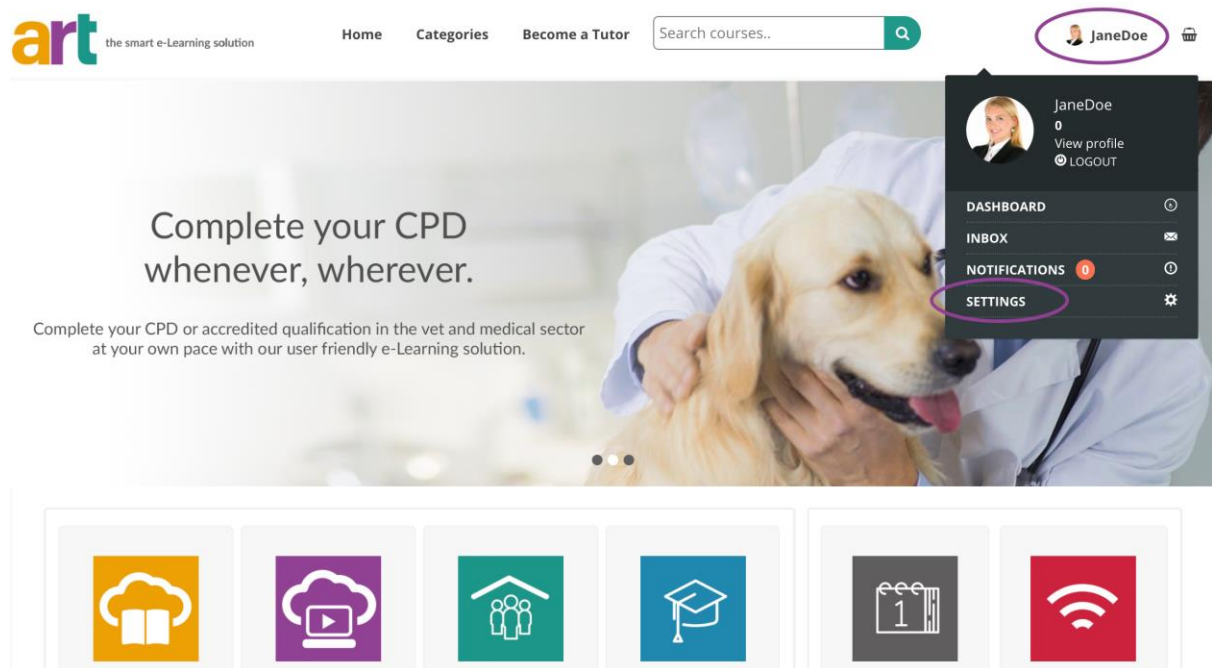 art the smart e-Learning solution
Home Categories Become a Tutor Search courses.. JaneDoe
JaneDoe
0
View profile
LOGOUT
DASHBOARD
INBOX
NOTIFICATIONS 0
SETTINGS
Complete your CPD
whenever, wherever.
Complete your CPD or accredited qualification in the vet and medical sector
at your own pace with our user friendly e-Learning solution.
1